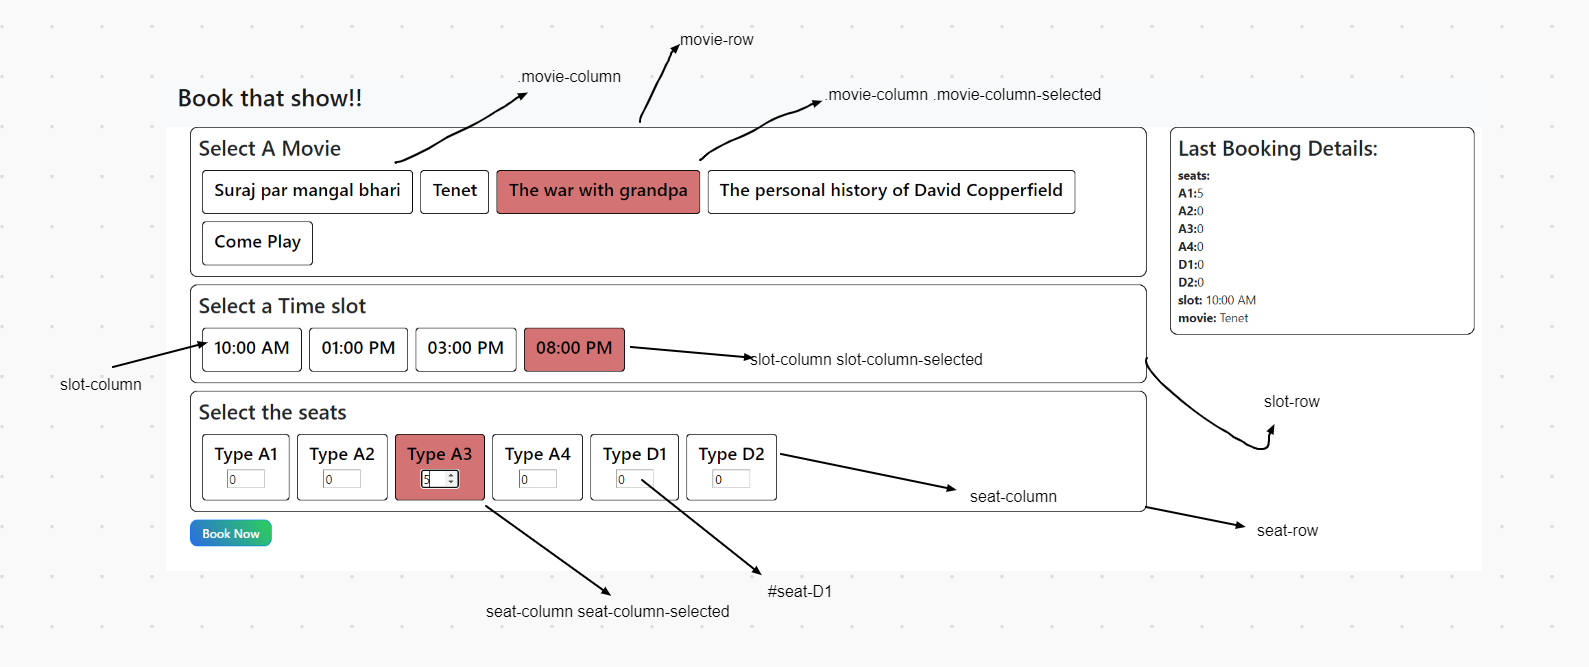 movie-row
.movie-column
.movie-column .movie-column-selected
Book that show!!
Select A Movie
Suraj par mangal bhari
Tenet
The war with grandpa
The personal history of David Copperfield
Come Play
Last Booking Details:
seats:
A1:5
A2:0
A3:0
A4:0
D1:0
D2:0
slot: 10:00 AM
movie: Tenet
Select a Time slot
10:00 AM
01:00 PM
03:00 PM
08:00 PM
slot-column slot-column-selected
slot-column
slot-row
Select the seats
Type A1
0
Type A2
0
Type A3
5
Type A4
0
Type D1
0
Type D2
0
seat-column
seat-row
Book Now
#seat-D1
seat-column seat-column-selected